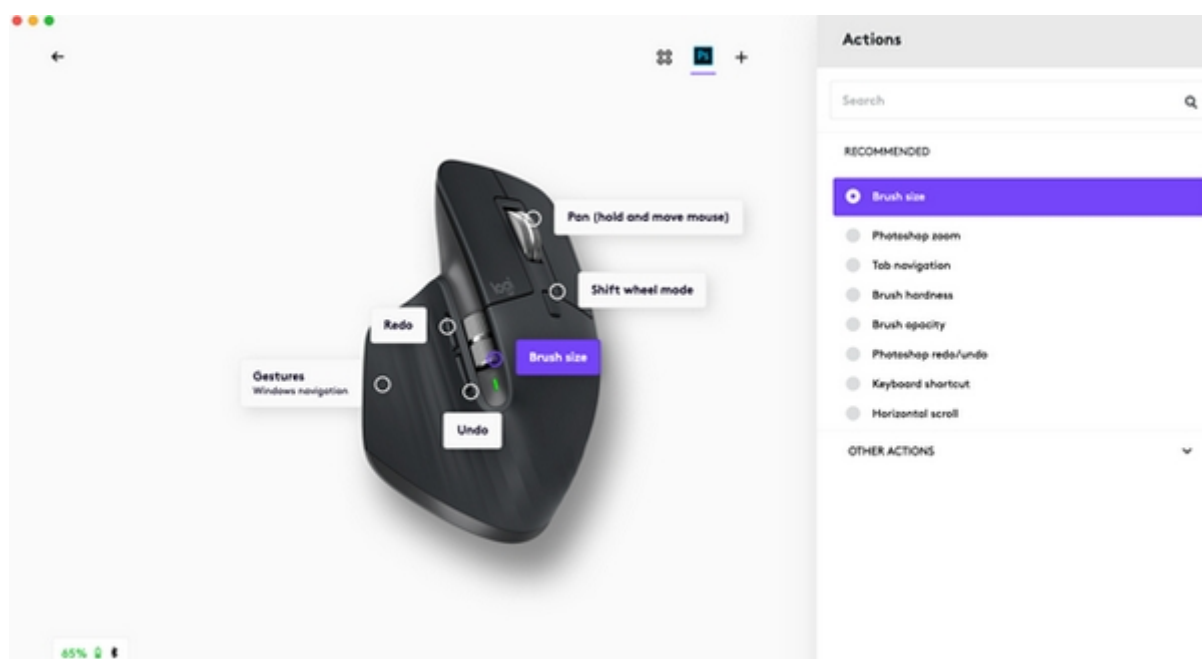 Ps
Actions
Search
RECOMMENDED
Brush size
Photoshop zoom
Tab navigation
Brush hardness
Brush opacity
Photoshop redo/undo
Keyboard shortcut
Horizontal scroll
OTHER ACTIONS
Pan (hold and move mouse)
logi
Shift wheel mode
Redo
Brush size
Gestures
Windows navigation
Undo
65%